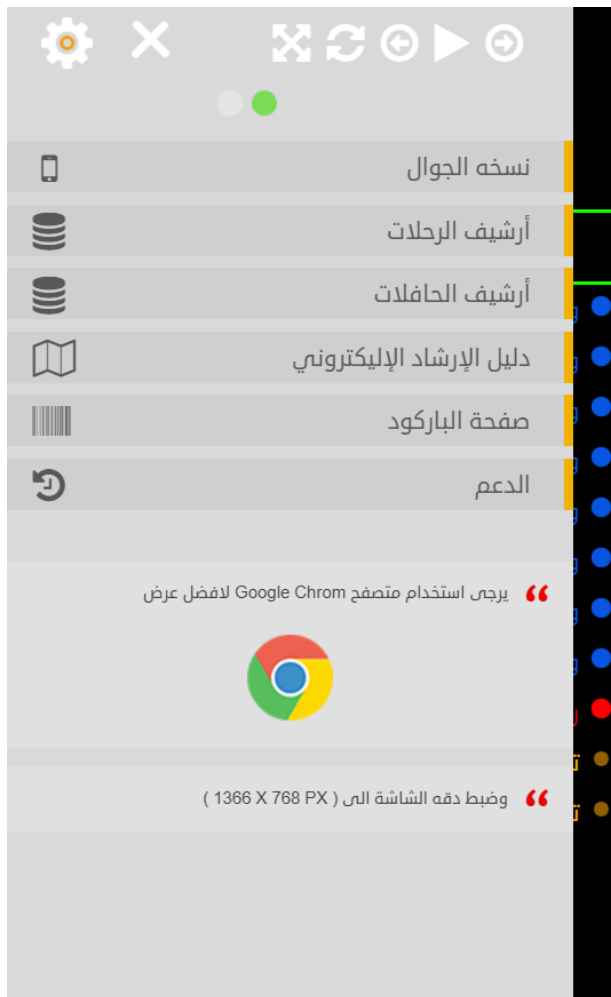 نسخه الجوال
أرشيف الرحلات
أرشيف الحافلات
دليل الإرشاد الإليكتروني
صفحة الباركود
الدعم
يرجى استخدام متصفح Google Chrom لافضل عرض
وضبط دقه الشاشة الى ( 1366 X 768 PX )